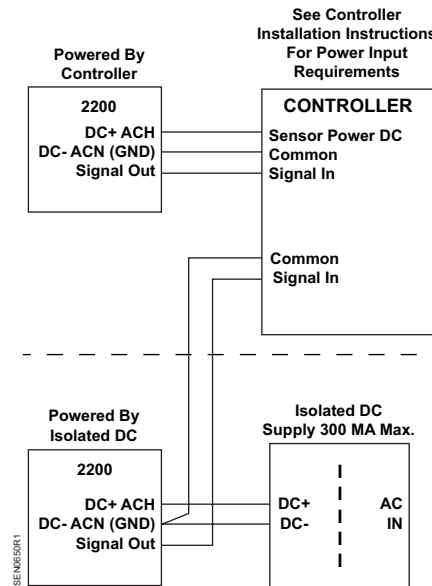 See Controller
Installation Instructions
For Power Input
Requirements
Powered By
Controller
2200
DC+ ACH
DC- ACN (GND)
Signal Out
CONTROLLER
Sensor Power DC
Common
Signal In
Common
Signal In
Powered By
Isolated DC
2200
DC+ ACH
DC- ACN (GND)
Signal Out
Isolated DC
Supply 300 MA Max.
DC+
DC-
AC
IN
SEN0650R1